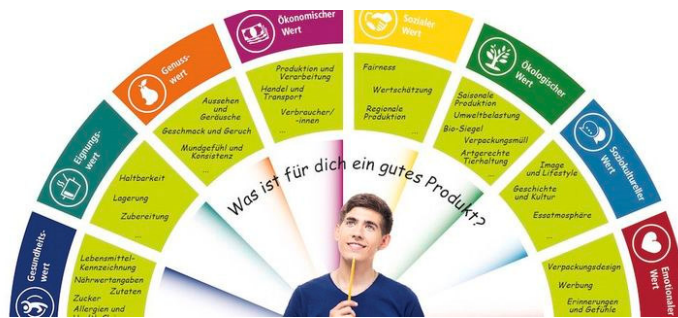 Gesundheits-
wert
Lebensmittel-
Kennzeichnung
Nährwertangaben
Zutaten
Zucker
Allergien und
Eignungs-
wert
Haltbarkeit
Lagerung
Zubereitung
...
Genuss-
wert
Aussehen
und
Geräusche
Geschmack und Geruch
Mundgefühl und
Konsistenz
...
Ökonomischer
Wert
Produktion und
Verarbeitung
Handel und
Transport
Verbraucher/
-innen
...
Sozialer
Wert
Fairness
Wertschätzung
Regionale
Produktion
...
Ökologischer
Wert
Saisonale
Produktion
Umweltbelastung
Bio-Siegel
Verpackungsmüll
Artgerechte
Tierhaltung
...
Soziokultureller
Wert
Image
und Lifestyle
Geschichte
und Kultur
Essatmosphäre
...
Emotionaler
Wert
Verpackungsdesign
Werbung
Erinnerungen
und Gefühle
Was ist für dich ein gutes Produkt?